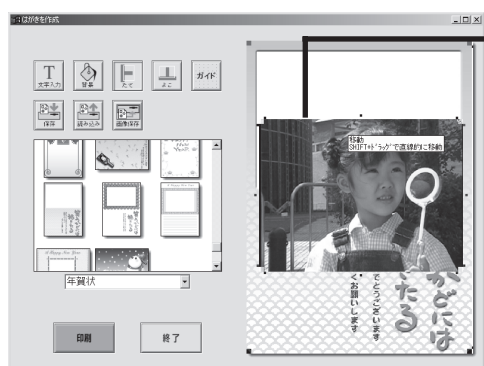 はがきを作成
文字入力
背景
たて
よこ
ガイド
保存
読み込み
画像保存
年賀状
印刷
終了
移動
SHIFT+ﾄﾞﾗｯｸﾞで直線的に移動
かどには
たる
でとうございます
くお願いします